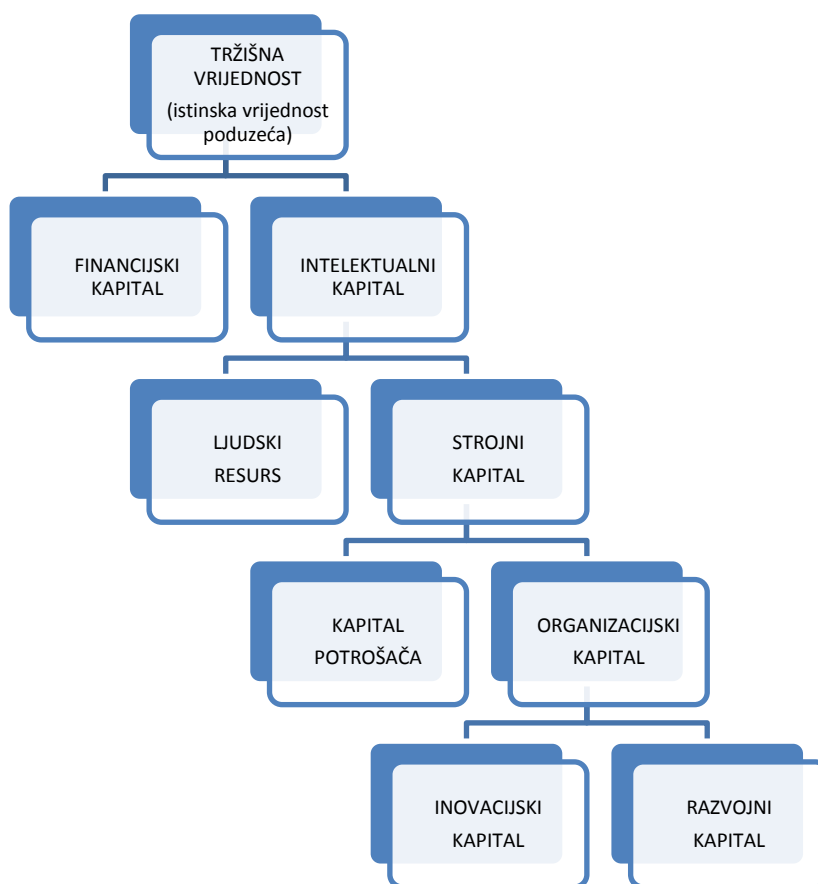 TRŽIŠNA
VRIJEDNOST
(istinska vrijednost
poduzeća)
FINANCIJSKI
KAPITAL
INTELEKTUALNI
KAPITAL
LJUDSKI
RESURS
STROJNI
KAPITAL
KAPITAL
POTROŠAČA
ORGANIZACIJSKI
KAPITAL
INOVACIJSKI
KAPITAL
RAZVOJNI
KAPITAL